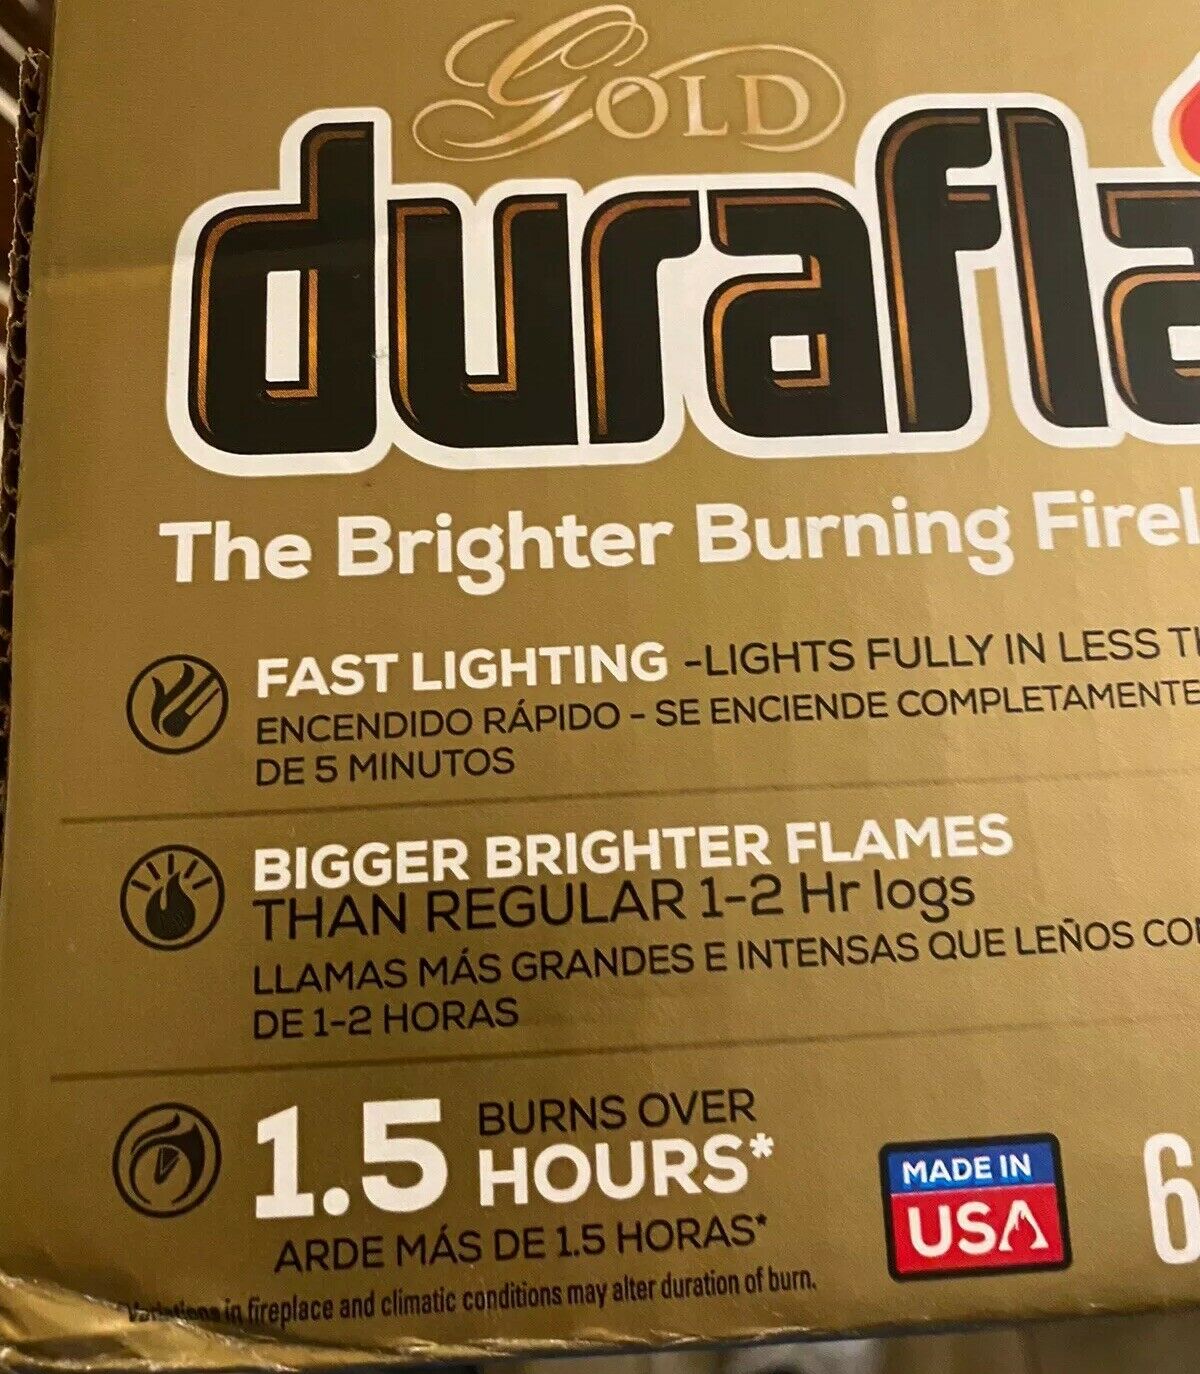 GOLD
durafla
The Brighter Burning Firel
FAST LIGHTING -LIGHTS FULLY IN LESS T
ENCENDIDO RÁPIDO - SE ENCIENDE COMPLETAMENTE
DE 5 MINUTOS
BIGGER BRIGHTER FLAMES
THAN REGULAR 1-2 Hr logs
LLAMAS MÁS GRANDES E INTENSAS QUE LEÑOS CO
DE 1-2 HORAS
1.5 BURNS OVER
HOURS*
ARDE MÁS DE 1.5 HORAS*
MADE IN
USA
6
*Variations in fireplace and climatic conditions may alter duration of burn.